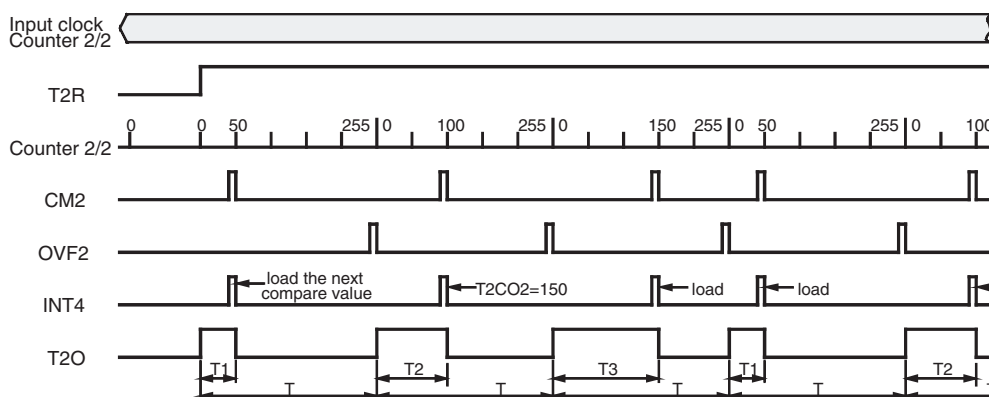 Input clock
Counter 2/2
T2R
0 0 50 255 0 100 255 0 150 255 0 50 255 0 100
Counter 2/2
CM2
OVF2
INT4
load the next
compare value
T2CO2=150
load
load
T2O
T1 T2 T3 T1 T2
T T T T T